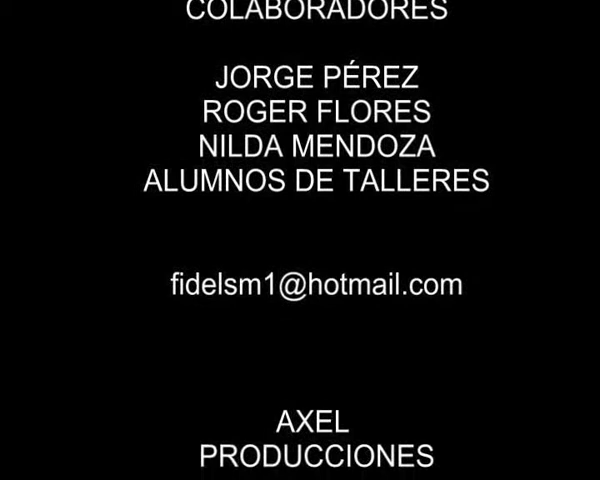 COLABORADORES
JORGE PÉREZ
ROGER FLORES
NILDA MENDOZA
ALUMNOS DE TALLERES
fidelsm1@hotmail.com
AXEL
PRODUCCIONES